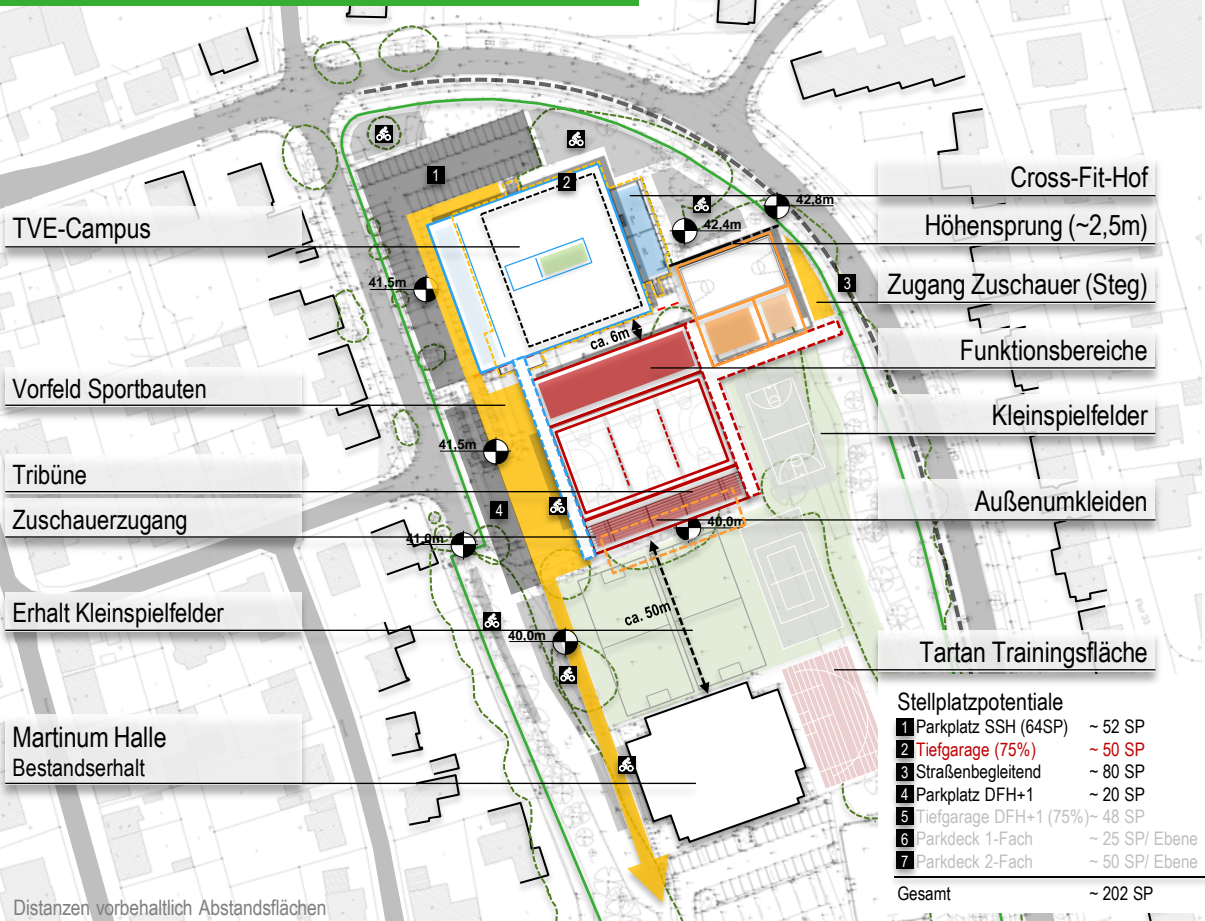 TVE-Campus
Vorfeld Sportbauten
Tribüne
Zuschauerzugang
Erhalt Kleinspielfelder
Martinum Halle
Bestandserhalt
Distanzen vorbehaltlich Abstandsflächen
1
2
42,8m
42,4m
41,5m
3
ca. 6m
41,5m
4
41,0m
40,0m
ca. 50m
40.0m
Cross-Fit-Hof
Höhensprung (~2,5m)
Zugang Zuschauer (Steg)
Funktionsbereiche
Kleinspielfelder
Außenumkleiden
Tartan Trainingsfläche
Stellplatzpotentiale
1 Parkplatz SSH (64SP) ~ 52 SP
2 Tiefgarage (75%) ~ 50 SP
3 Straßenbegleitend ~ 80 SP
4 Parkplatz DFH+1 ~ 20 SP
5 Tiefgarage DFH+1 (75%) ~ 48 SP
6 Parkdeck 1-Fach ~ 25 SP/ Ebene
7 Parkdeck 2-Fach ~ 50 SP/ Ebene
Gesamt ~ 202 SP